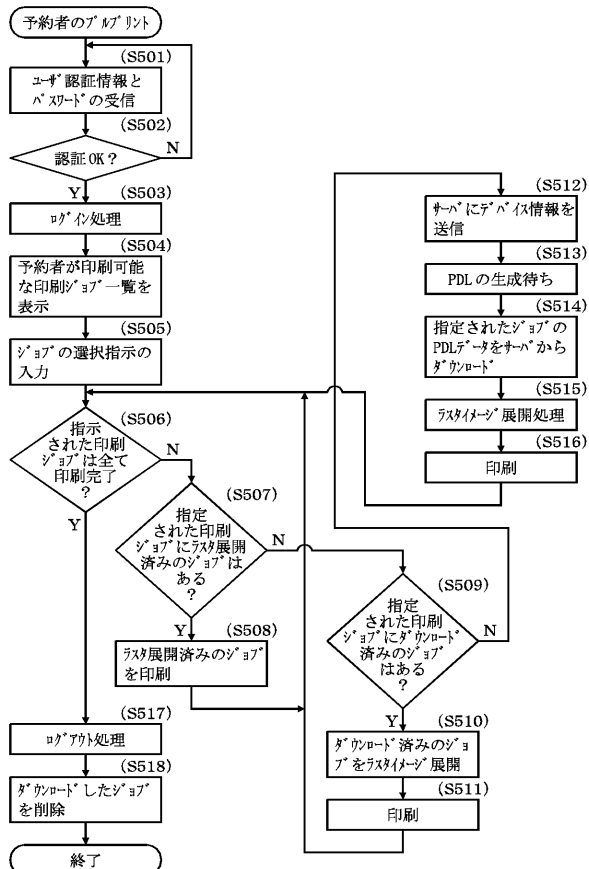 予約者のﾌﾟﾙﾌﾟﾘﾝﾄ
(S501)
ﾕｰｻﾞ認証情報と
ﾊﾟｽﾜｰﾄﾞの受信
(S502)
認証OK？
N
Y
(S503)
ﾛｸﾞｲﾝ処理
(S504)
予約者が印刷可能
な印刷ｼﾞｮﾌﾞ一覧を
表示
(S505)
ｼﾞｮﾌﾞの選択指示の
入力
(S506)
指示
された印刷
ｼﾞｮﾌﾞは全て
印刷完了
？
N
Y
(S507)
指定
された印刷
ｼﾞｮﾌﾞにﾗｽﾀ展開
済みのｼﾞｮﾌﾞは
ある
？
N
Y
(S508)
ﾗｽﾀ展開済みのｼﾞｮﾌﾞ
を印刷
(S509)
指定
された印刷
ｼﾞｮﾌﾞにﾀﾞｳﾝﾛｰﾄﾞ
済みのｼﾞｮﾌﾞ
はある
？
N
Y
(S510)
ﾀﾞｳﾝﾛｰﾄﾞ済みのｼﾞｮ
ﾌﾞをﾗｽﾀｲﾒｰｼﾞ展開
(S511)
印刷
(S512)
ｻｰﾊﾞにﾃﾞﾊﾞｲｽ情報を
送信
(S513)
PDLの生成待ち
(S514)
指定されたｼﾞｮﾌﾞの
PDLﾃﾞｰﾀをｻｰﾊﾞから
ﾀﾞｳﾝﾛｰﾄﾞ
(S515)
ﾗｽﾀｲﾒｰｼﾞ展開処理
(S516)
印刷
(S517)
ﾛｸﾞｱｳﾄ処理
(S518)
ﾀﾞｳﾝﾛｰﾄﾞしたｼﾞｮﾌﾞ
を削除
終了